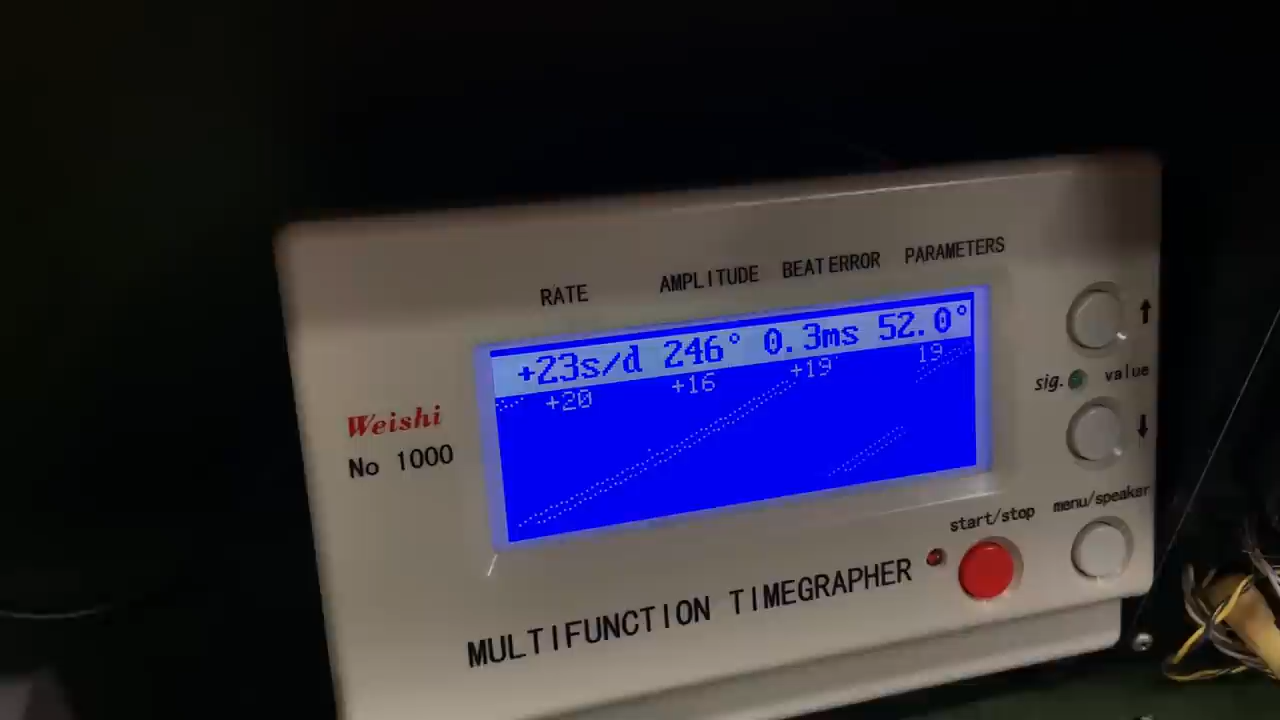 RATE AMPLITUDE BEAT ERROR PARAMETERS
+23s/d 246° 0.3ms 52.0°
+20 +16 +19 19
sig. value
Weishi
No 1000
start/stop menu/speaker
MULTIFUNCTION TIMEGRAPHER